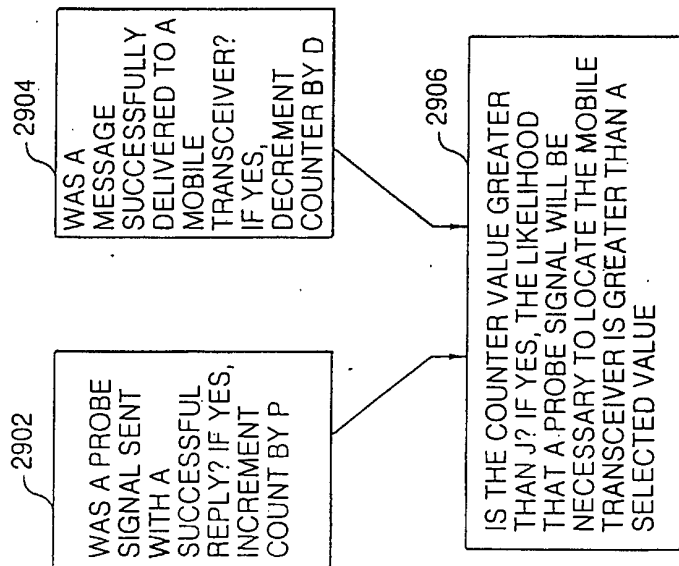 2902
WAS A PROBE
SIGNAL SENT
WITH A
SUCCESSFUL
REPLY? IF YES,
INCREMENT
COUNT BY P
2904
WAS A
MESSAGE
SUCCESSFULLY
DELIVERED TO A
MOBILE
TRANSCEIVER?
IF YES,
DECREMENT
COUNTER BY D
2906
IS THE COUNTER VALUE GREATER
THAN J? IF YES, THE LIKELIHOOD
THAT A PROBE SIGNAL WILL BE
NECESSARY TO LOCATE THE MOBILE
TRANSCEIVER IS GREATER THAN A
SELECTED VALUE